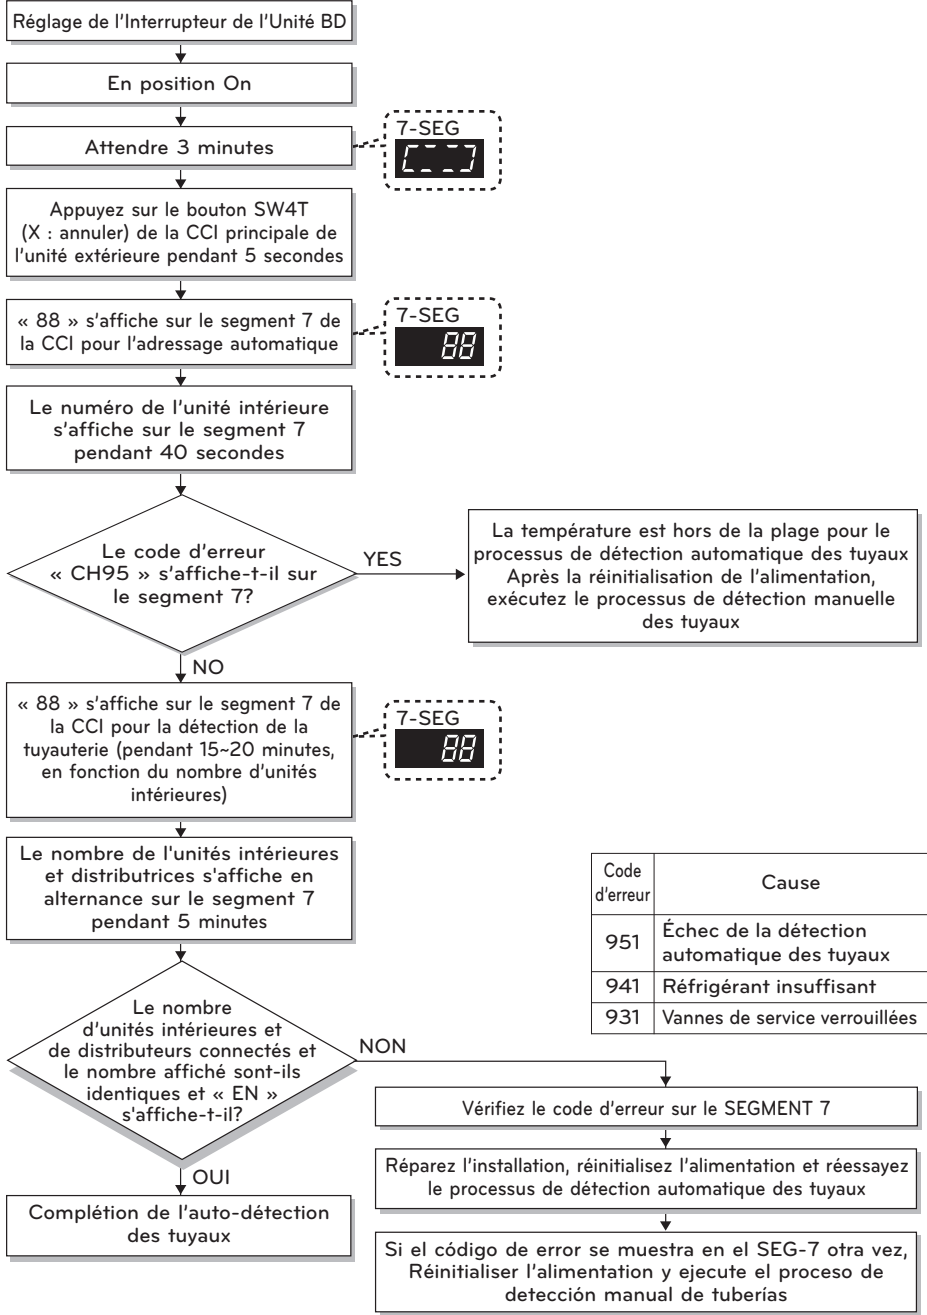 Réglage de l'Interrupteur de l'Unité BD
En position On
Attendre 3 minutes
7-SEG
Appuyez sur le bouton SW4T
(X : annuler) de la CCI principale de
l'unité extérieure pendant 5 secondes
« 88 » s'affiche sur le segment 7 de
la CCI pour l'adressage automatique
7-SEG
88
Le numéro de l'unité intérieure
s'affiche sur le segment 7
pendant 40 secondes
Le code d'erreur
« CH95 » s'affiche-t-il sur
le segment 7?
YES
La température est hors de la plage pour le
processus de détection automatique des tuyaux
Après la réinitialisation de l'alimentation,
exécutez le processus de détection manuelle
des tuyaux
NO
« 88 » s'affiche sur le segment 7 de
la CCI pour la détection de la
tuyauterie (pendant 15~20 minutes,
en fonction du nombre d'unités
intérieures)
7-SEG
88
Le nombre de l'unités intérieures
et distributrices s'affiche en
alternance sur le segment 7
pendant 5 minutes
Code
d'erreur
Cause
951
Échec de la détection
automatique des tuyaux
941
Réfrigérant insuffisant
931
Vannes de service verrouillées
Le nombre
d'unités intérieures et
de distributeurs connectés et
le nombre affiché sont-ils
identiques et « EN »
s'affiche-t-il?
NON
Vérifiez le code d'erreur sur le SEGMENT 7
Réparez l'installation, réinitialisez l'alimentation et réessayez
le processus de détection automatique des tuyaux
Si el código de error se muestra en el SEG-7 otra vez,
Réinitialiser l'alimentation y ejecute el proceso de
detección manual de tuberías
OUI
Complétion de l'auto-détection
des tuyaux